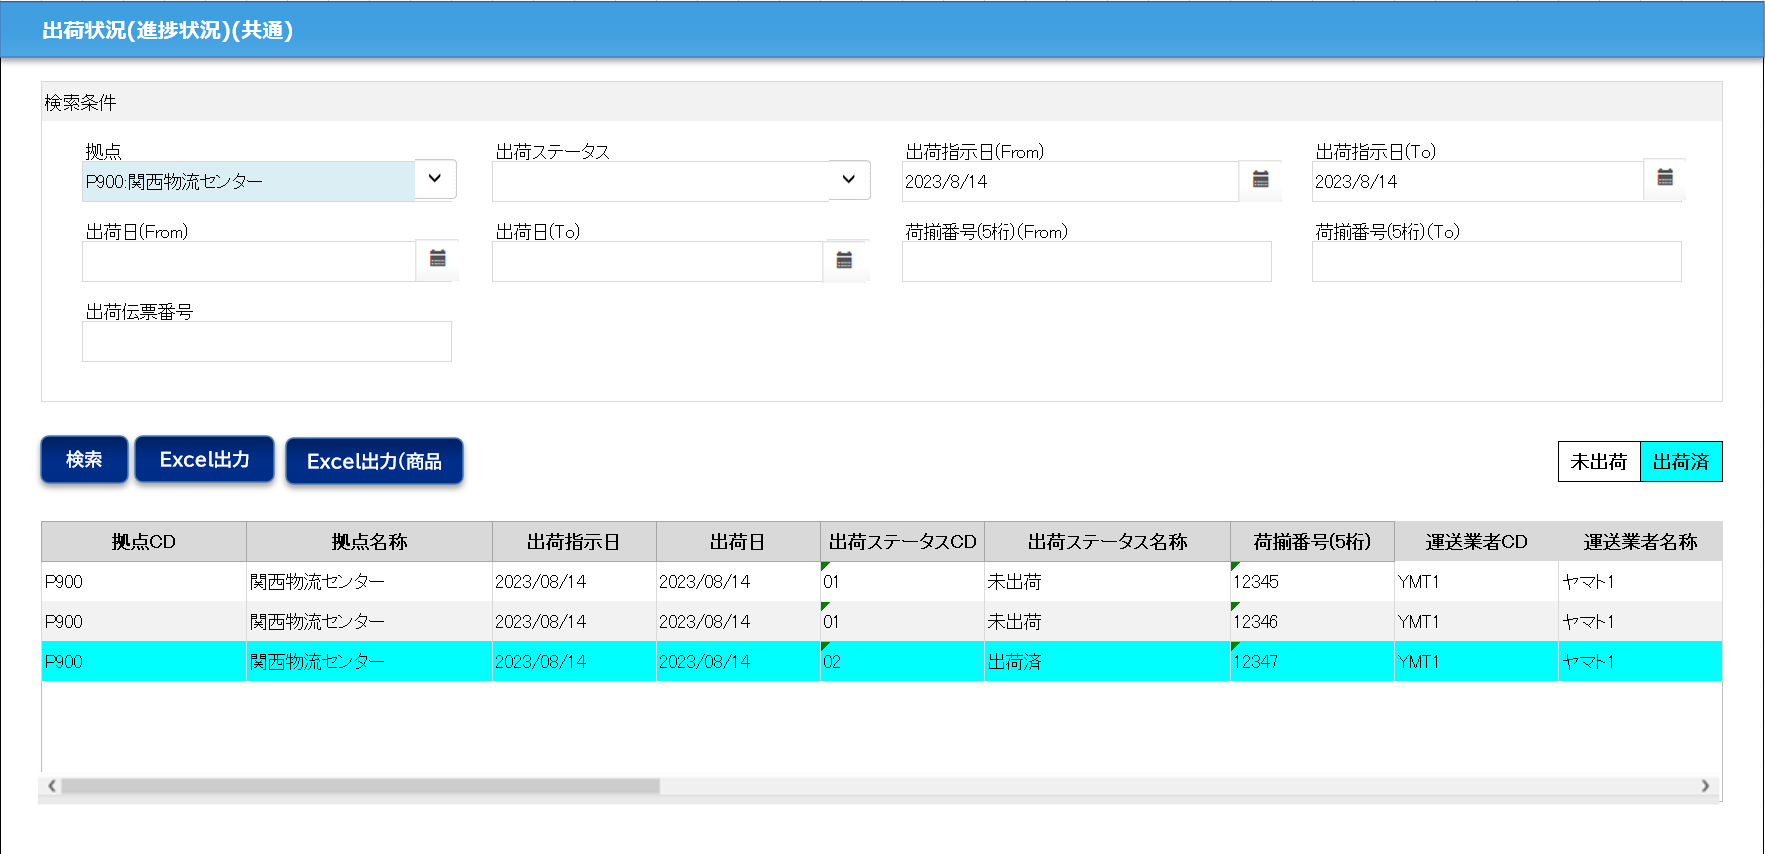 出荷状況(進捗状況)(共通)
検索条件
拠点 出荷ステータス 出荷指示日(From) 出荷指示日(To)
P900:関西物流センター 2023/8/14 2023/8/14
出荷日(From) 出荷日(To) 荷揃番号(5桁)(From) 荷揃番号(5桁)(To)
出荷伝票番号
検索 Excel出力 Excel出力(商品 未出荷 出荷済
拠点CD 拠点名称 出荷指示日 出荷日 出荷ステータスCD 出荷ステータス名称 荷揃番号(5桁) 運送業者CD 運送業者名称
P900 関西物流センター 2023/08/14 2023/08/14 01 未出荷 12345 YMT1 ヤマト1
P900 関西物流センター 2023/08/14 2023/08/14 01 未出荷 12346 YMT1 ヤマト1
P900 関西物流センター 2023/08/14 2023/08/14 02 出荷済 12347 YMT1 ヤマト1